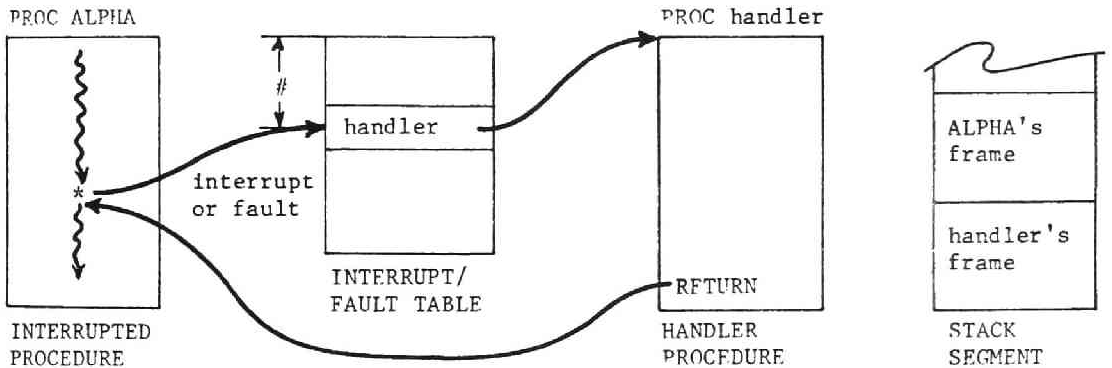 PROC ALPHA
PROC handler
#
handler
ALPHA's
frame
*
interrupt
or fault
handler's
frame
INTERRUPT/
FAULT TABLE
RETURN
INTERRUPTED
PROCEDURE
HANDLER
PROCEDURE
STACK
SEGMENT